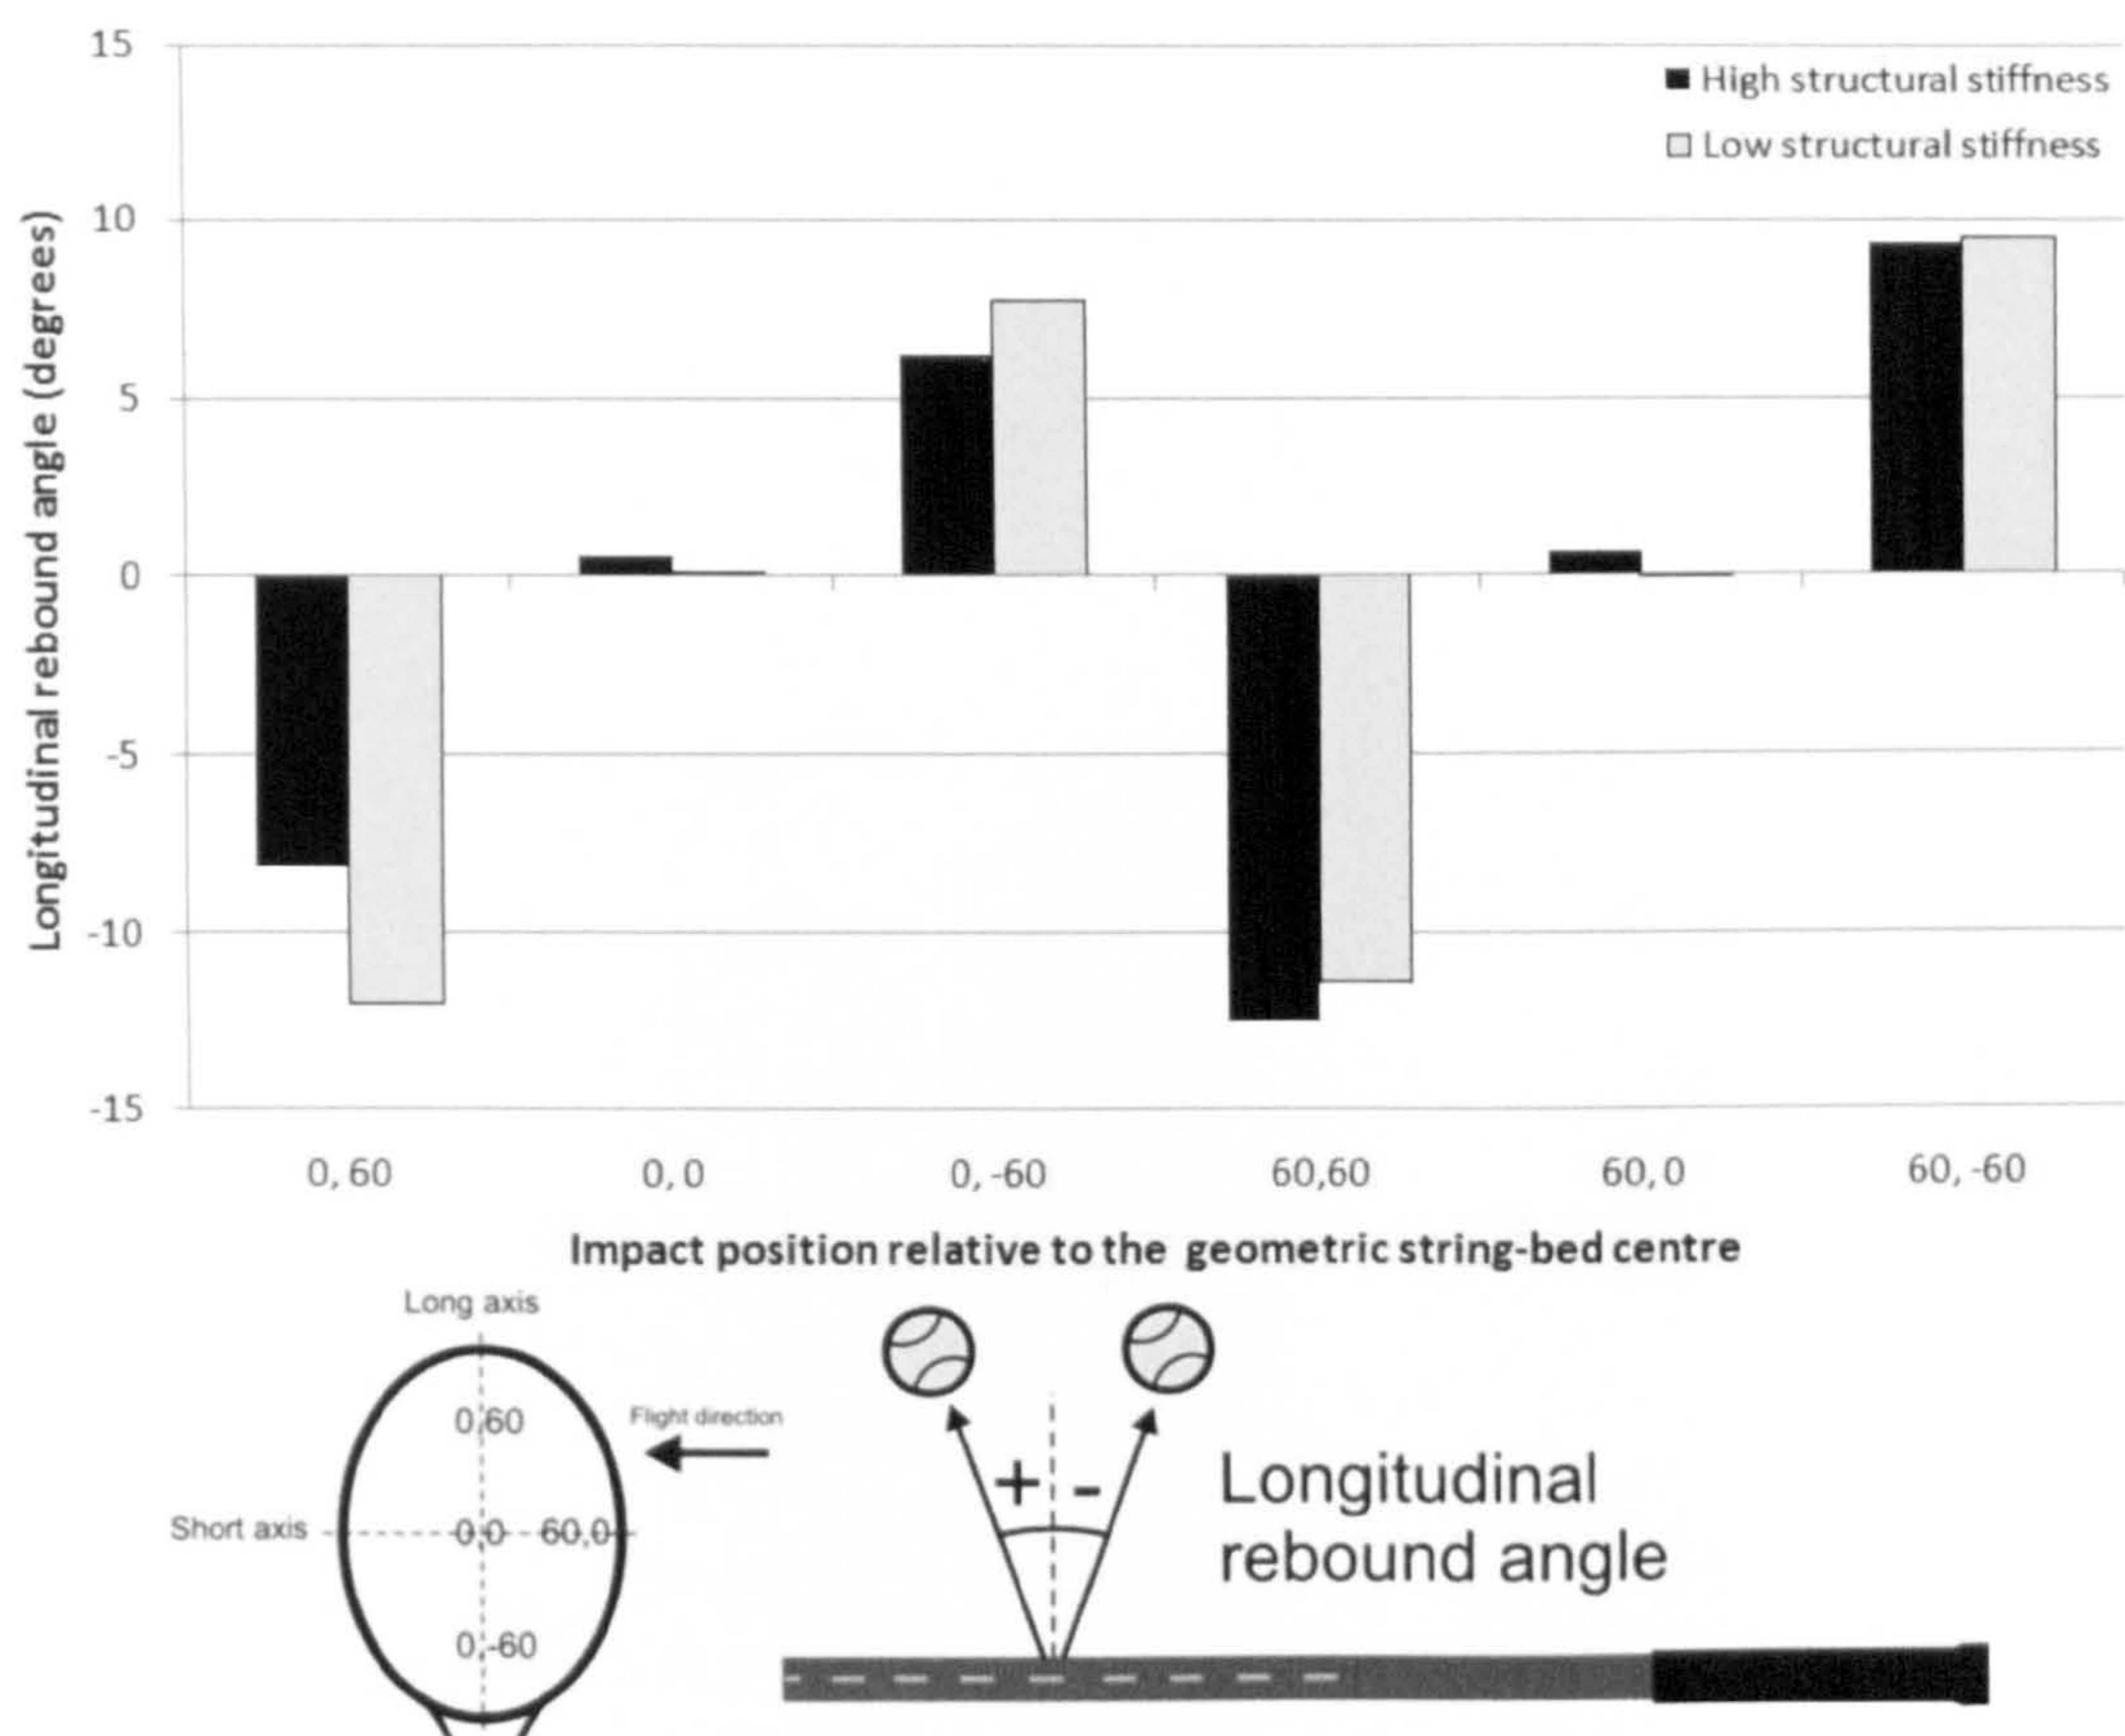 15
10
5
0
-5
-10
-15
Longitudinal rebound angle (degrees)
High structural stiffness
Low structural stiffness
0,60
0,0
0,-60
60,60
60,0
60,-60
Impact position relative to the geometric string-bed centre
Long axis
0,60
Flight direction
Short axis
0,0
60,0
0,-60
+
-
Longitudinal
rebound angle